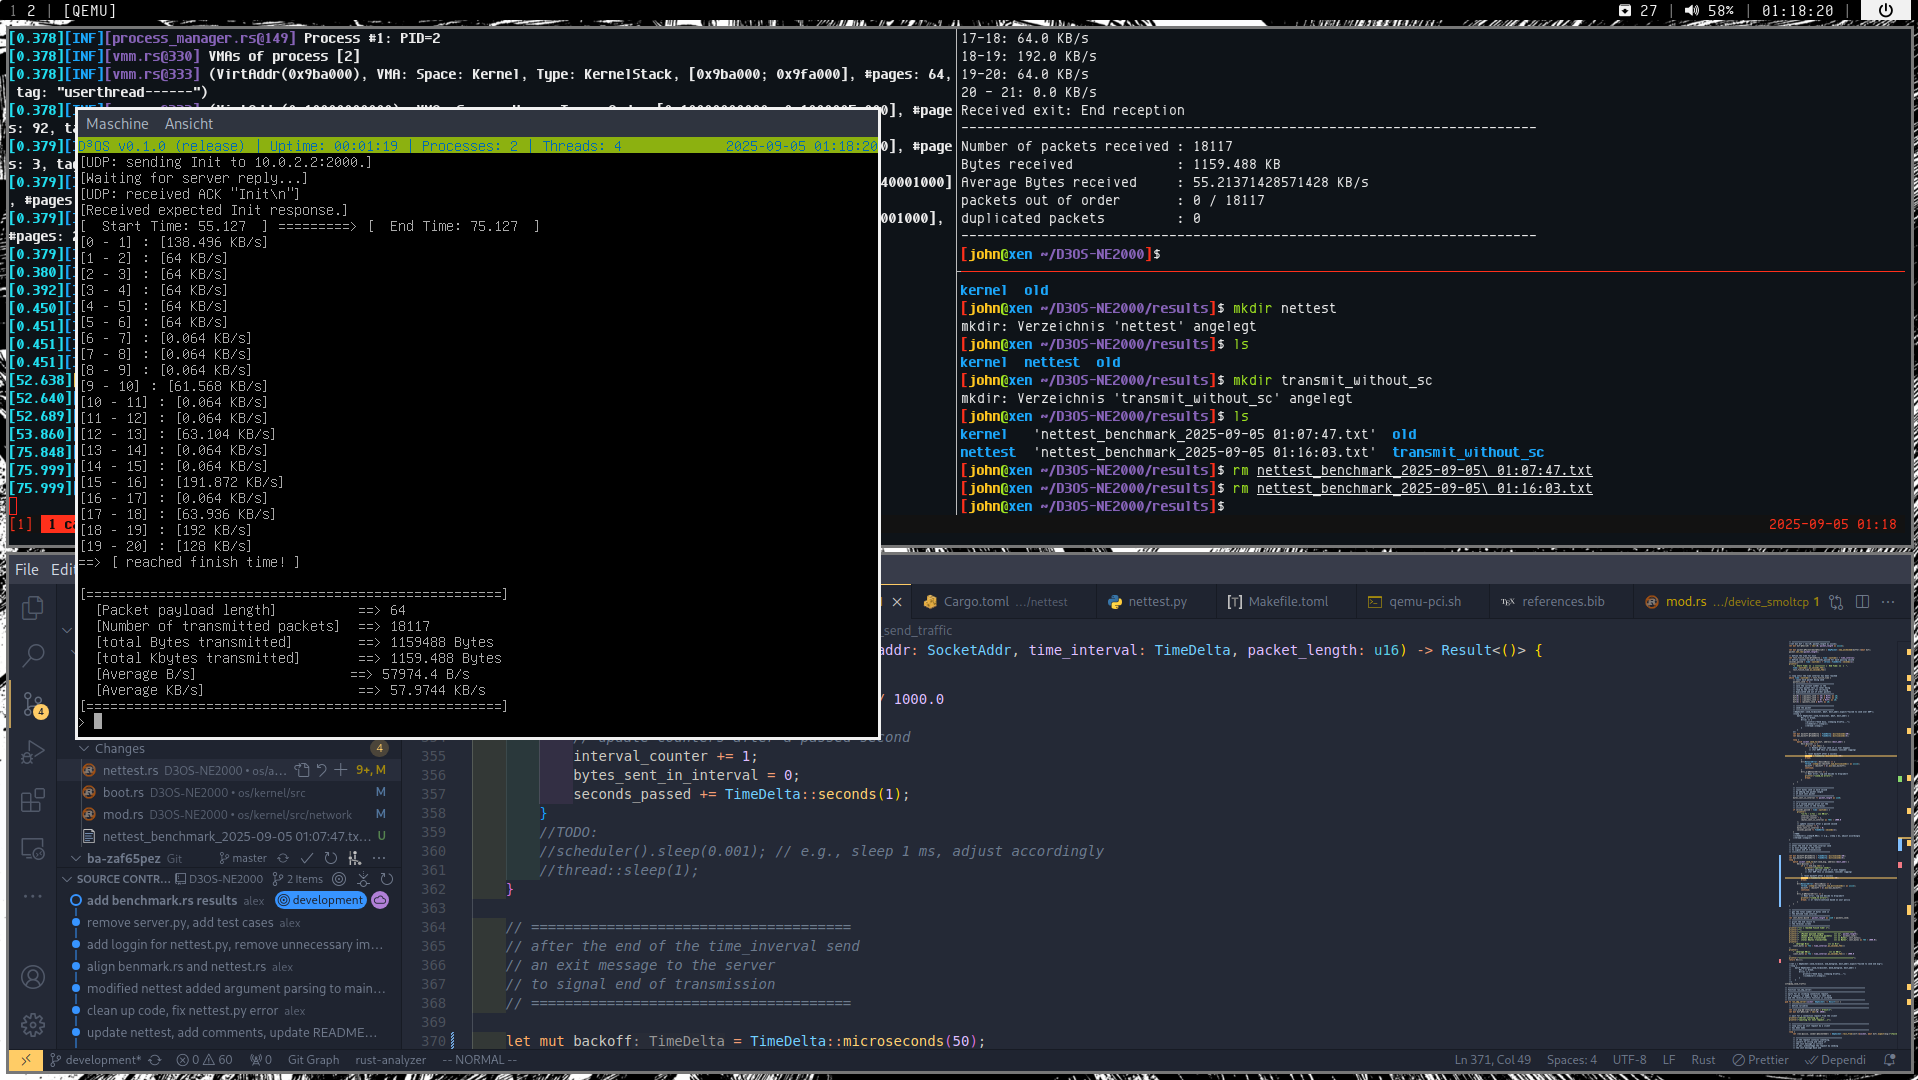 1 2 | [QEMU]
27 | 58% | 01:18:20 |
[0.378][INF][process_manager.rs@149] Process #1: PID=2
[0.378][INF][vmm.rs@330] VMAs of process [2]
[0.378][INF][vmm.rs@333] (VirtAddr(0x9ba000), VMA: Space: Kernel, Type: KernelStack, [0x9ba000; 0x9fa000], #pages: 64,
tag: "userthread------")
[0.378]
#page
s: 92, ta
[0.379]
#page
s: 3, tag
[0.379]
40001000]
, #pages
[0.379]
001000],
#pages:
[0.379]
[0.380]
[0.392]
[0.450]
[0.451]
[0.451]
[0.451]
[52.638]
[52.640]
[52.689]
[53.860]
[75.848]
[75.999]
[75.999]
[1] 1 c
Maschine Ansicht
D³OS v0.1.0 (release) | Uptime: 00:01:19 | Processes: 2 | Threads: 4 2025-09-05 01:18:20
[UDP: sending Init to 10.0.2.2:2000.]
[Waiting for server reply...]
[UDP: received ACK "Init\n"]
[Received expected Init response.]
[  Start Time: 55.127  ] =========> [  End Time: 75.127  ]
[0 - 1] : [138.496 KB/s]
[1 - 2] : [64 KB/s]
[2 - 3] : [64 KB/s]
[3 - 4] : [64 KB/s]
[4 - 5] : [64 KB/s]
[5 - 6] : [64 KB/s]
[6 - 7] : [0.064 KB/s]
[7 - 8] : [0.064 KB/s]
[8 - 9] : [0.064 KB/s]
[9 - 10] : [61.568 KB/s]
[10 - 11] : [0.064 KB/s]
[11 - 12] : [0.064 KB/s]
[12 - 13] : [63.104 KB/s]
[13 - 14] : [0.064 KB/s]
[14 - 15] : [0.064 KB/s]
[15 - 16] : [191.872 KB/s]
[16 - 17] : [0.064 KB/s]
[17 - 18] : [63.936 KB/s]
[18 - 19] : [192 KB/s]
[19 - 20] : [128 KB/s]
==> [ reached finish time! ]
[====================================================]
[Packet payload length] ==> 64
[Number of transmitted packets] ==> 18117
[total Bytes transmitted] ==> 1159488 Bytes
[total Kbytes transmitted] ==> 1159.488 Bytes
[Average B/s] ==> 57974.4 B/s
[Average KB/s] ==> 57.9744 KB/s
[====================================================]
>
17-18: 64.0 KB/s
18-19: 192.0 KB/s
19-20: 64.0 KB/s
20 - 21: 0.0 KB/s
Received exit: End reception
------------------------------------------------------------------------
Number of packets received : 18117
Bytes received : 1159.488 KB
Average Bytes received : 55.21371428571428 KB/s
packets out of order : 0 / 18117
duplicated packets : 0
------------------------------------------------------------------------
[john@xen ~/D3OS-NE2000]$
kernel old
[john@xen ~/D3OS-NE2000/results]$ mkdir nettest
mkdir: Verzeichnis 'nettest' angelegt
[john@xen ~/D3OS-NE2000/results]$ ls
kernel nettest old
[john@xen ~/D3OS-NE2000/results]$ mkdir transmit_without_sc
mkdir: Verzeichnis 'transmit_without_sc' angelegt
[john@xen ~/D3OS-NE2000/results]$ ls
kernel 'nettest_benchmark_2025-09-05 01:07:47.txt' old
nettest 'nettest_benchmark_2025-09-05 01:16:03.txt' transmit_without_sc
[john@xen ~/D3OS-NE2000/results]$ rm nettest_benchmark_2025-09-05\ 01:07:47.txt
[john@xen ~/D3OS-NE2000/results]$ rm nettest_benchmark_2025-09-05\ 01:16:03.txt
[john@xen ~/D3OS-NE2000/results]$
2025-09-05 01:18
File Edit
Cargo.toml .../nettest nettest.py Makefile.toml qemu-pci.sh references.bib mod.rs .../device_smoltcp 1
_send_traffic
addr: SocketAddr, time_interval: TimeDelta, packet_length: u16) -> Result<()> {
/ 1000.0
355 interval_counter += 1;
356 bytes_sent_in_interval = 0;
357 seconds_passed += TimeDelta::seconds(1);
358 }
359 //TODO:
360 //scheduler().sleep(0.001); // e.g., sleep 1 ms, adjust accordingly
361 //thread::sleep(1);
362 }
363
364 // ======================================
365 // after the end of the time_inverval send
366 // an exit message to the server
367 // to signal end of transmission
368 // ======================================
369
370 let mut backoff: TimeDelta = TimeDelta::microseconds(50);
4
Changes 4
nettest.rs D3OS-NE2000 • os/a... 9+, M
boot.rs D3OS-NE2000 • os/kernel/src M
mod.rs D3OS-NE2000 • os/kernel/src/network M
nettest_benchmark_2025-09-05 01:07:47.tx... U
ba-zaf65pez Git master
SOURCE CONTR... D3OS-NE2000 2 Items
add benchmark.rs results alex development
remove server.py, add test cases alex
add loggin for nettest.py, remove unnecessary im...
align benmark.rs and nettest.rs alex
modified nettest added argument parsing to main...
clean up code, fix nettest.py error alex
update nettest, add comments, update README...
development* 0 60 0 Git Graph rust-analyzer -- NORMAL --
Ln 371, Col 49 Spaces: 4 UTF-8 LF Rust Prettier Dependi